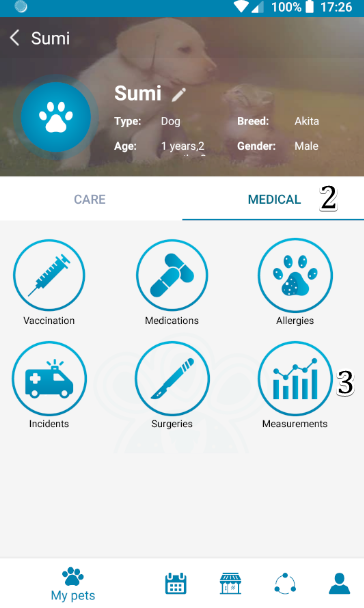 100% 17:26
Sumi
Sumi
Type: Dog Breed: Akita
Age: 1 years,2 Gender: Male
CARE MEDICAL 2
Vaccination Medications Allergies
Incidents Surgeries Measurements
3
My pets